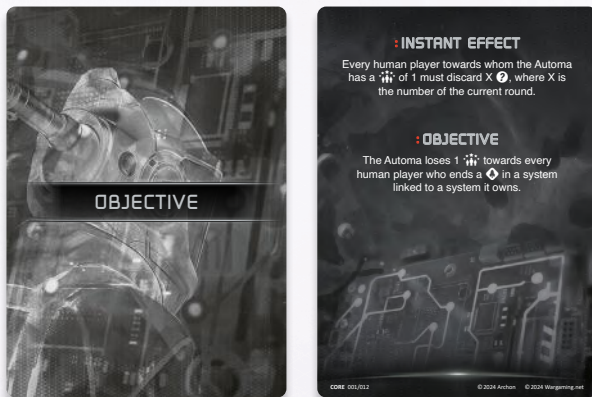 OBJECTIVE
:INSTANT EFFECT
Every human player towards whom the Automa
has a of 1 must discard X ?, where X is
the number of the current round.
:OBJECTIVE
The Automa loses 1 towards every
human player who ends a in a system
linked to a system it owns.
CORE 001/012
© 2024 Archon © 2024 Wargaming.net